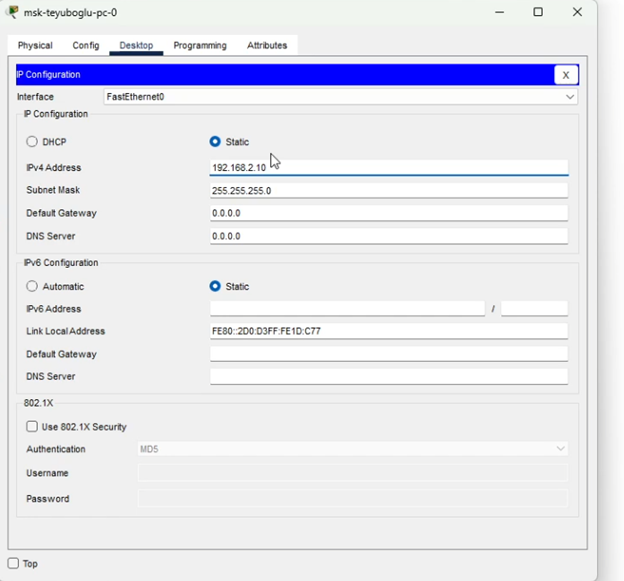 msk-teyuboglu-pc-0
Physical Config Desktop Programming Attributes
IP Configuration X
Interface FastEthernet0
IP Configuration
DHCP Static
IPv4 Address 192.168.2.10
Subnet Mask 255.255.255.0
Default Gateway 0.0.0.0
DNS Server 0.0.0.0
IPv6 Configuration
Automatic Static
IPv6 Address /
Link Local Address FE80::2D0:D3FF:FE1D:C77
Default Gateway
DNS Server
802.1X
Use 802.1X Security
Authentication MD5
Username
Password
Top